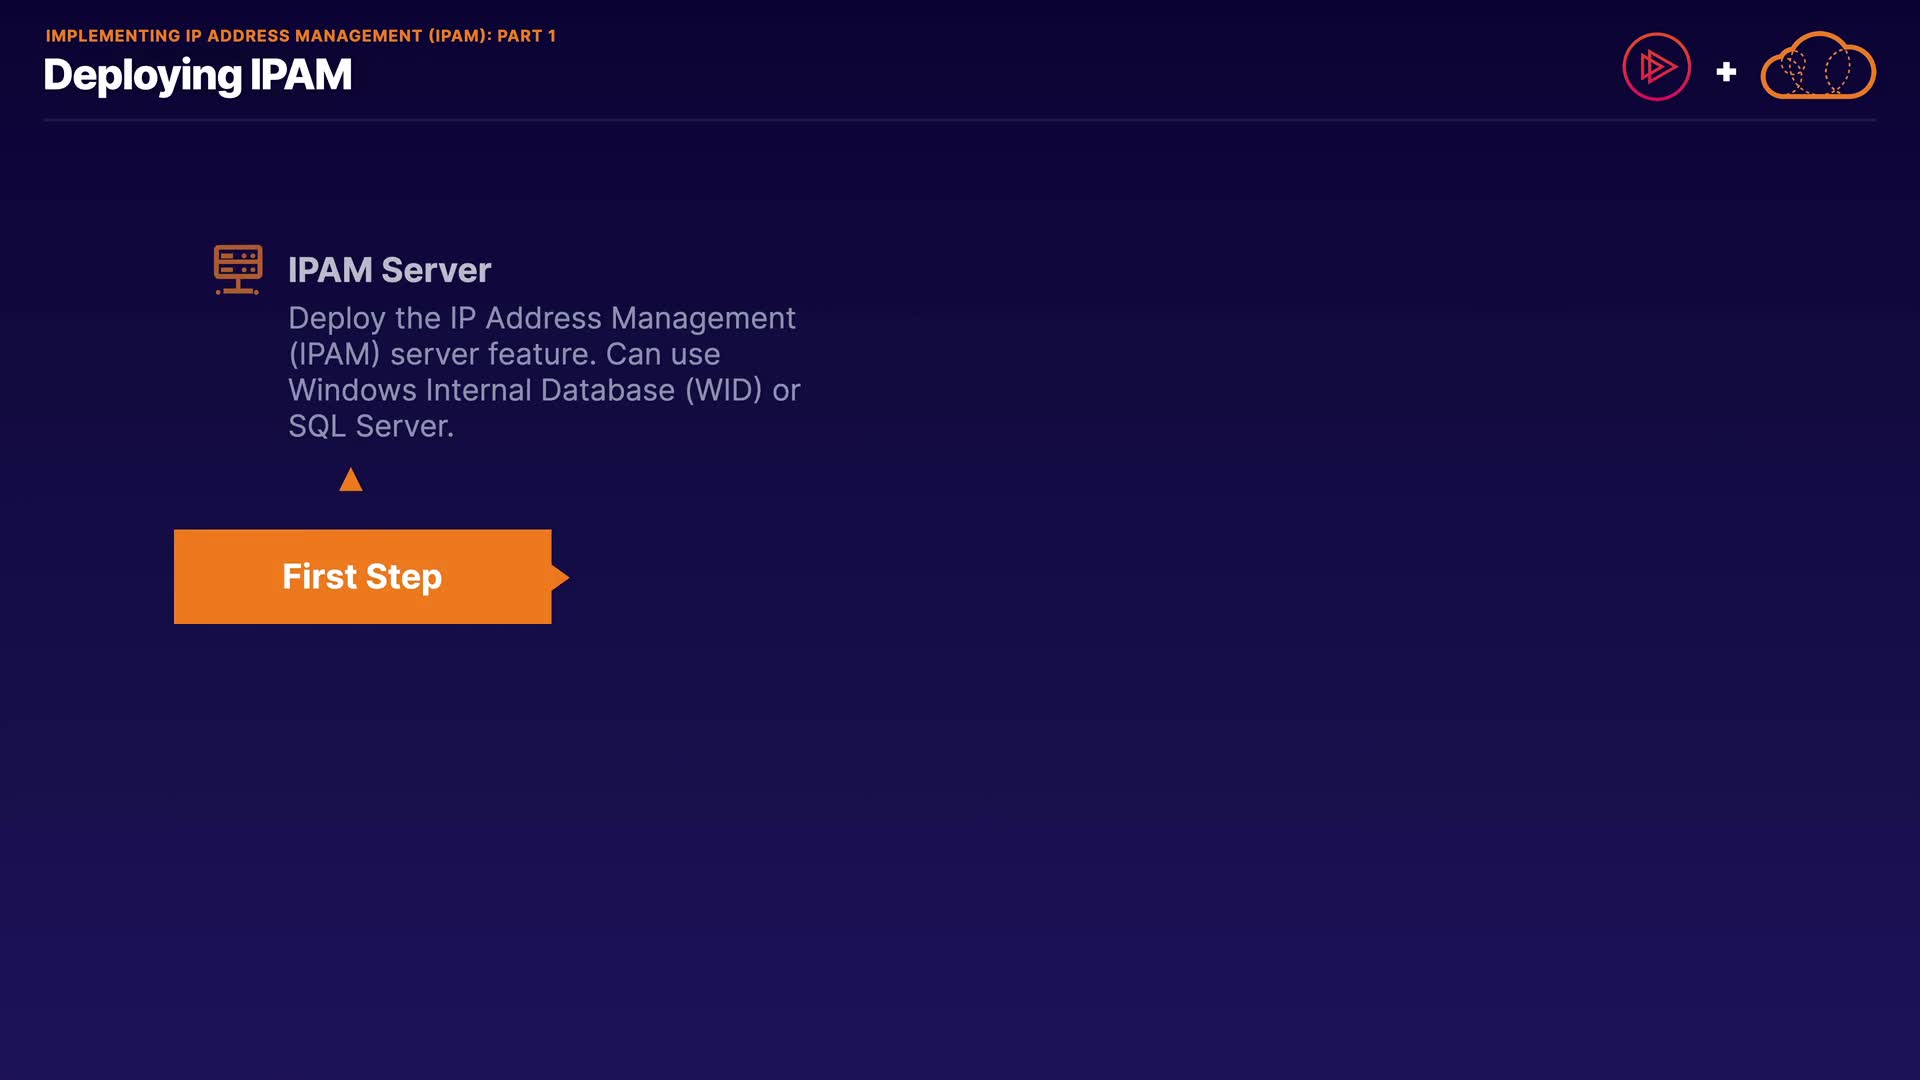 IMPLEMENTING IP ADDRESS MANAGEMENT (IPAM): PART 1
Deploying IPAM
+
IPAM Server
Deploy the IP Address Management
(IPAM) server feature. Can use
Windows Internal Database (WID) or
SQL Server.
First Step